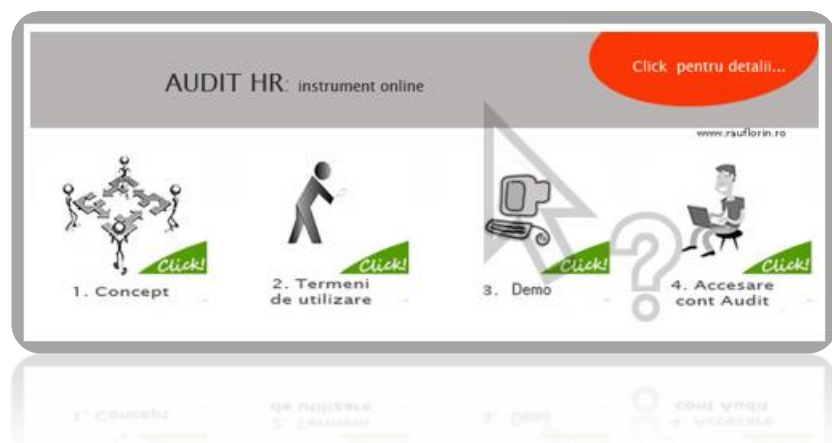 AUDIT HR: instrument online
Click pentru detalii...
www.rauflorin.ro
Click!
Click!
Click!
Click!
1. Concept
2. Termeni
de utilizare
3. Demo
4. Accesare
cont Audit